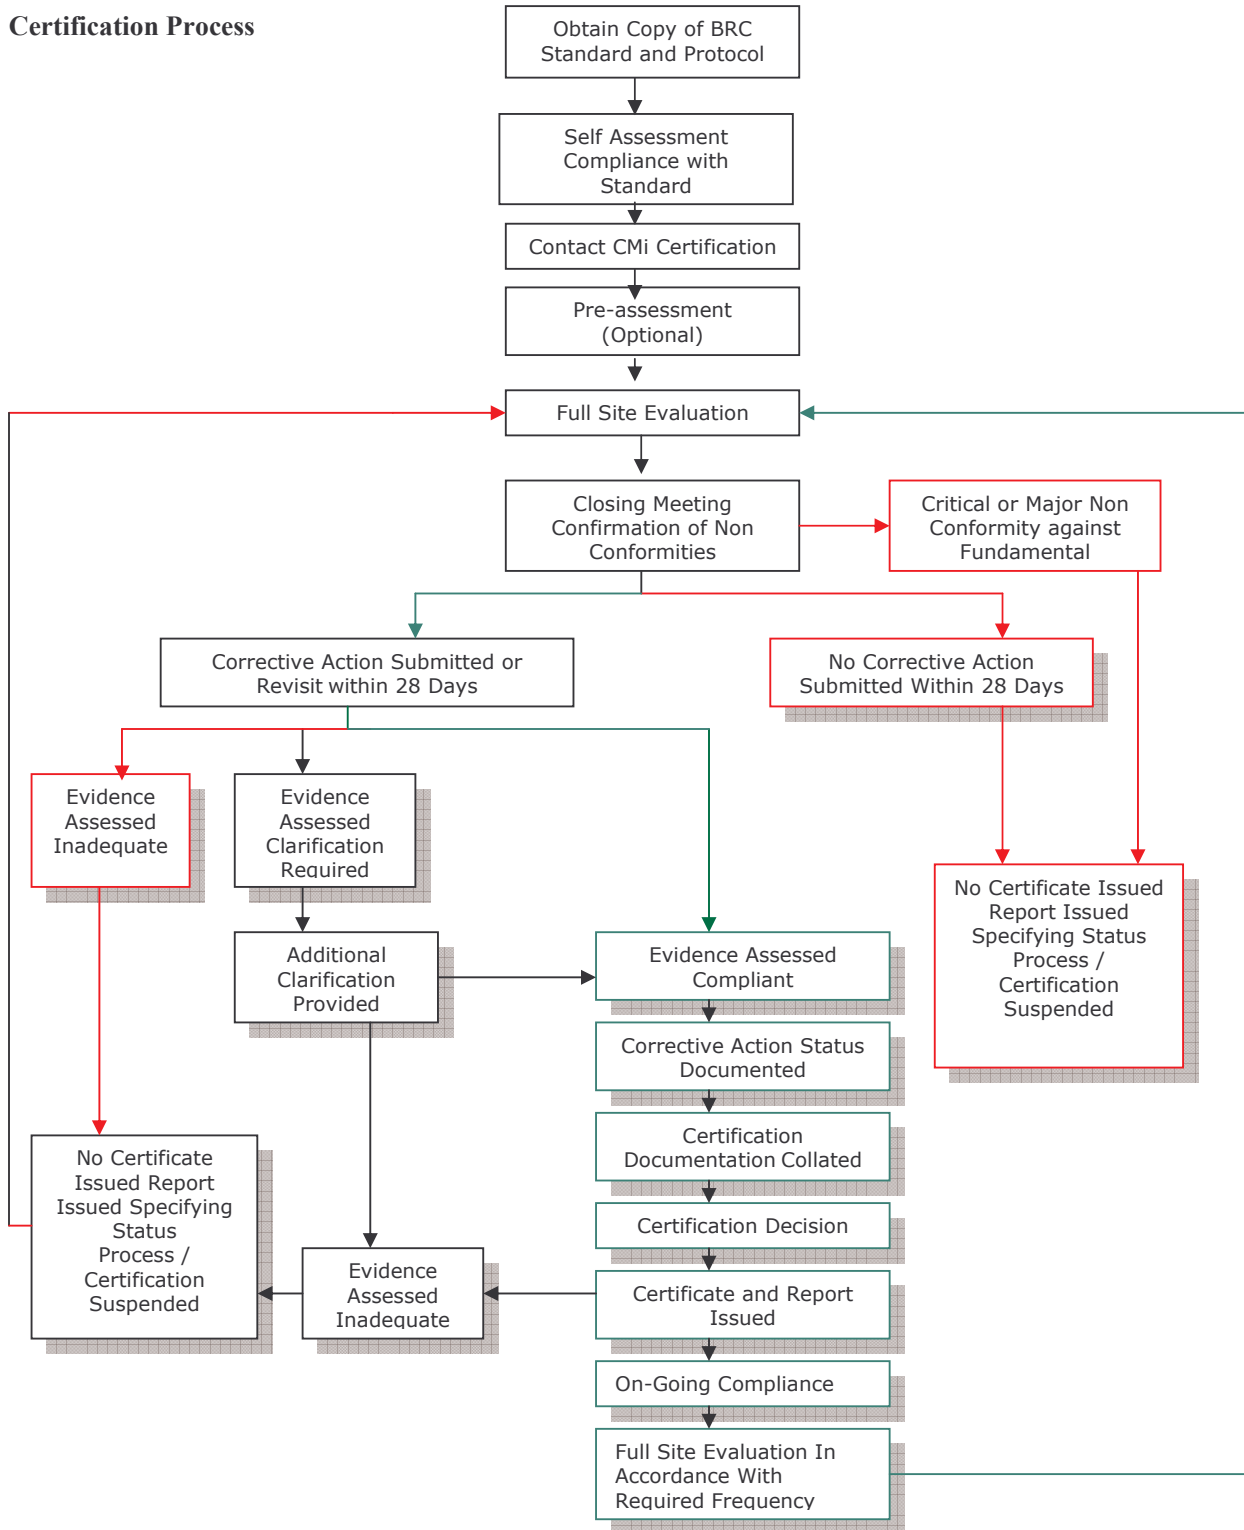 Certification Process
Obtain Copy of BRC
Standard and Protocol
Self Assessment
Compliance with
Standard
Contact CMi Certification
Pre-assessment
(Optional)
Full Site Evaluation
Closing Meeting
Confirmation of Non
Conformities
Critical or Major Non
Conformity against
Fundamental
Corrective Action Submitted or
Revisit within 28 Days
No Corrective Action
Submitted Within 28 Days
Evidence
Assessed
Inadequate
Evidence
Assessed
Clarification
Required
No Certificate Issued
Report Issued
Specifying Status
Process /
Certification
Suspended
Additional
Clarification
Provided
Evidence Assessed
Compliant
Corrective Action Status
Documented
Certification
Documentation Collated
No Certificate
Issued Report
Issued Specifying
Status
Process /
Certification
Suspended
Certification Decision
Evidence
Assessed
Inadequate
Certificate and Report
Issued
On-Going Compliance
Full Site Evaluation In
Accordance With
Required Frequency